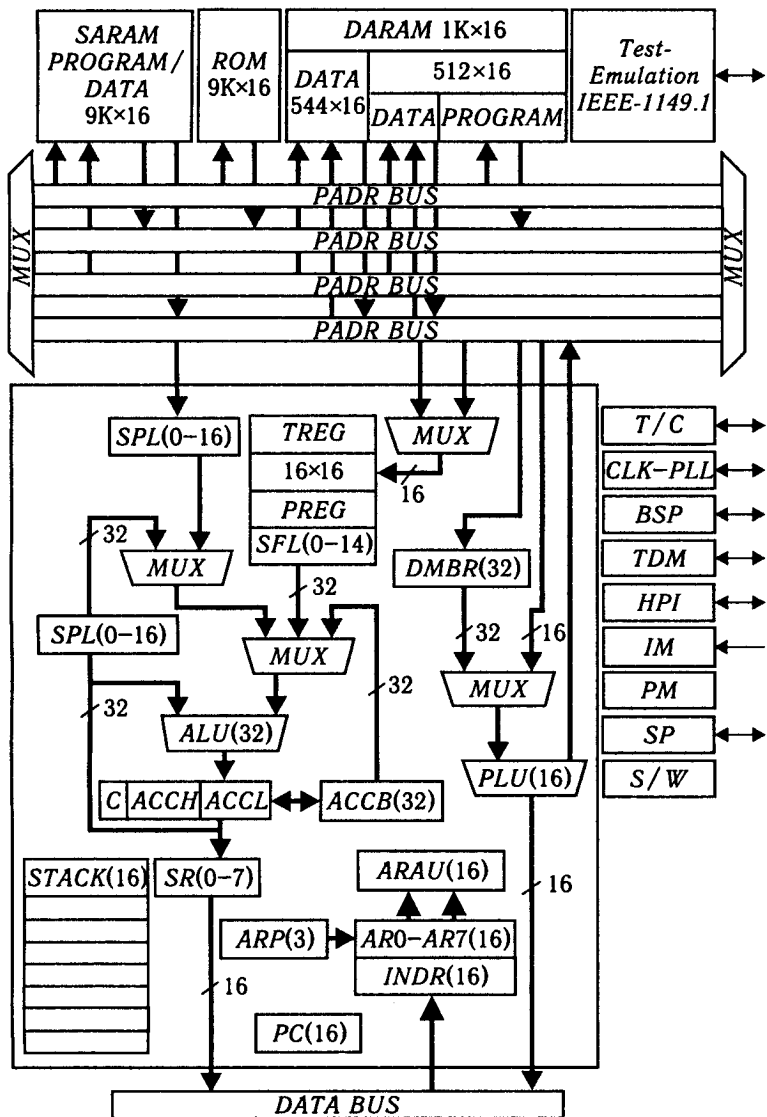 SARAM
PROGRAM/
DATA
9K×16
ROM
9K×16
DARAM 1K×16
DATA
544×16
512×16
DATA
PROGRAM
Test-
Emulation
IEEE-1149.1
MUX
PADR BUS
PADR BUS
PADR BUS
PADR BUS
MUX
SPL(0−16)
TREG
16×16
PREG
SFL(0−14)
MUX
16
32
MUX
DMBR(32)
32
SPL(0−16)
MUX
32
32
16
MUX
32
ALU(32)
C
ACCH
ACCL
ACCB(32)
PLU(16)
T/C
CLK−PLL
BSP
TDM
HPI
IM
PM
SP
S/W
STACK(16)
SR(0−7)
ARAU(16)
16
ARP(3)
AR0−AR7(16)
INDR(16)
16
PC(16)
DATA BUS